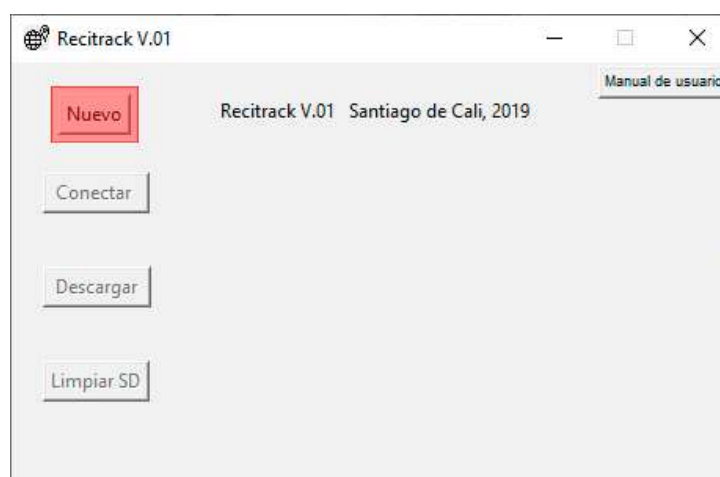 Recitrack V.01
Manual de usuario
Nuevo
Recitrack V.01 Santiago de Cali, 2019
Conectar
Descargar
Limpiar SD